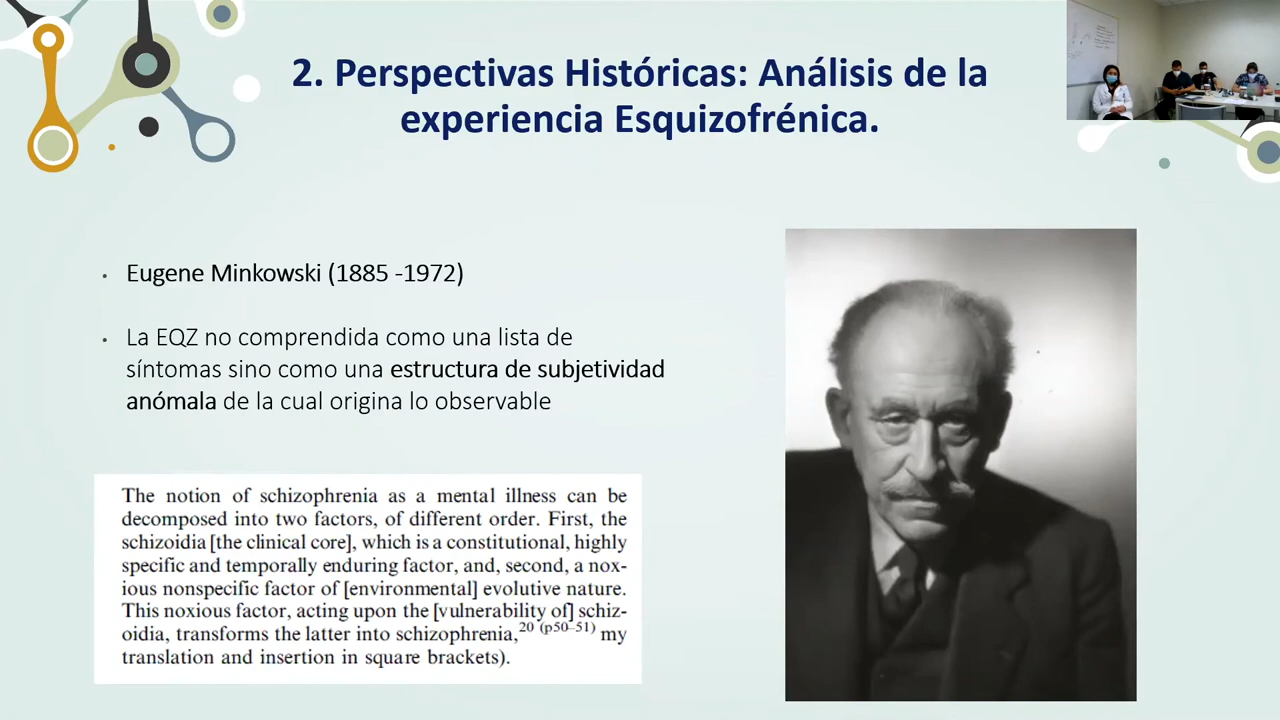 2. Perspectivas Históricas: Análisis de la
experiencia Esquizofrénica.
• Eugene Minkowski (1885 -1972)
• La EQZ no comprendida como una lista de
síntomas sino como una estructura de subjetividad
anómala de la cual origina lo observable
The notion of schizophrenia as a mental illness can be
decomposed into two factors, of different order. First, the
schizoidia [the clinical core], which is a constitutional, highly
specific and temporally enduring factor, and, second, a nox-
ious nonspecific factor of [environmental] evolutive nature.
This noxious factor, acting upon the [vulnerability of] schiz-
oidia, transforms the latter into schizophrenia,20 (p50–51) my
translation and insertion in square brackets).